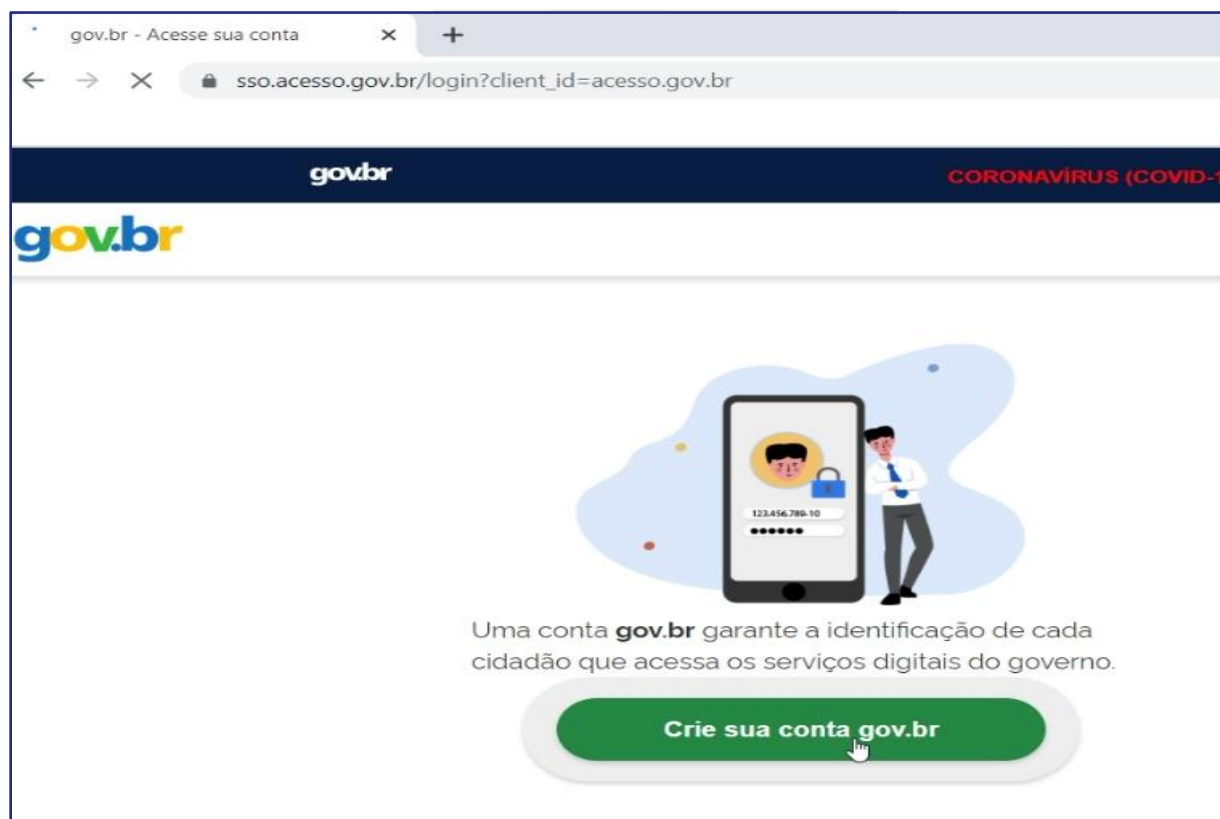 gov.br - Acesse sua conta
sso.acesso.gov.br/login?client_id=acesso.gov.br
gov.br
CORONAVÍRUS (COVID-1
gov.br
123.456.789-10
Uma conta gov.br garante a identificação de cada
cidadão que acessa os serviços digitais do governo.
Crie sua conta gov.br